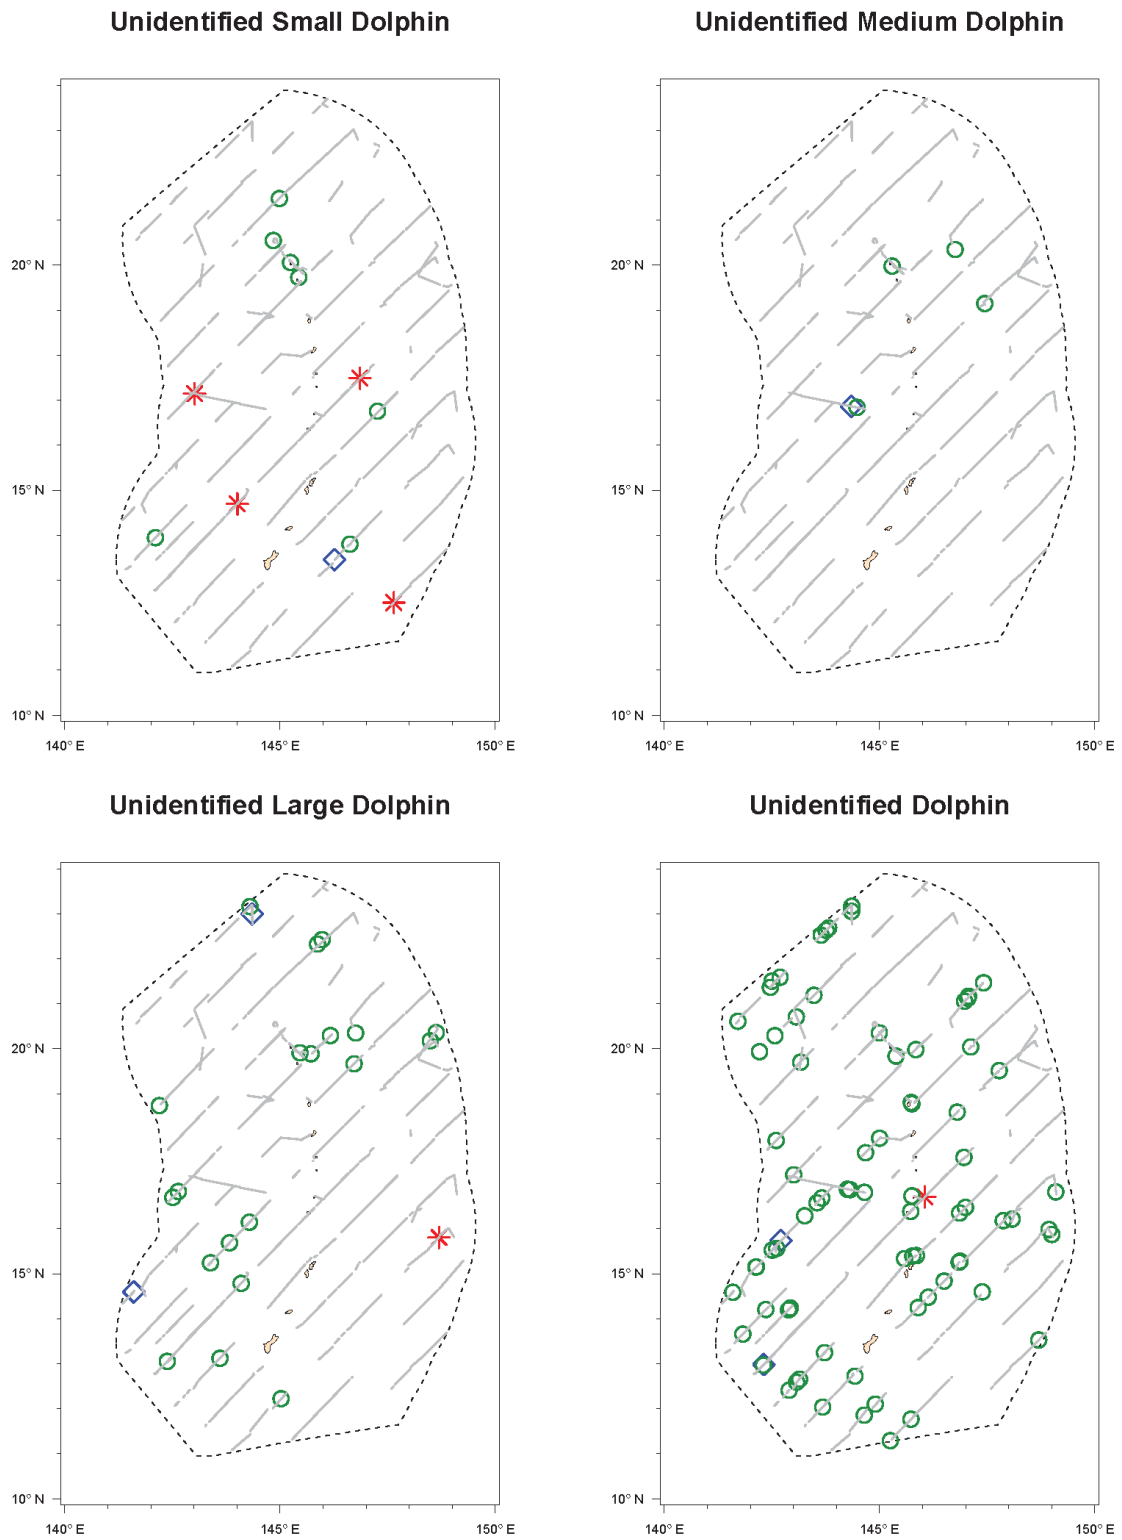 Unidentified Small Dolphin
Unidentified Medium Dolphin
20° N
15° N
10° N
140° E
145° E
150° E
20° N
15° N
10° N
140° E
145° E
150° E
Unidentified Large Dolphin
Unidentified Dolphin
20° N
15° N
10° N
140° E
145° E
150° E
20° N
15° N
10° N
140° E
145° E
150° E